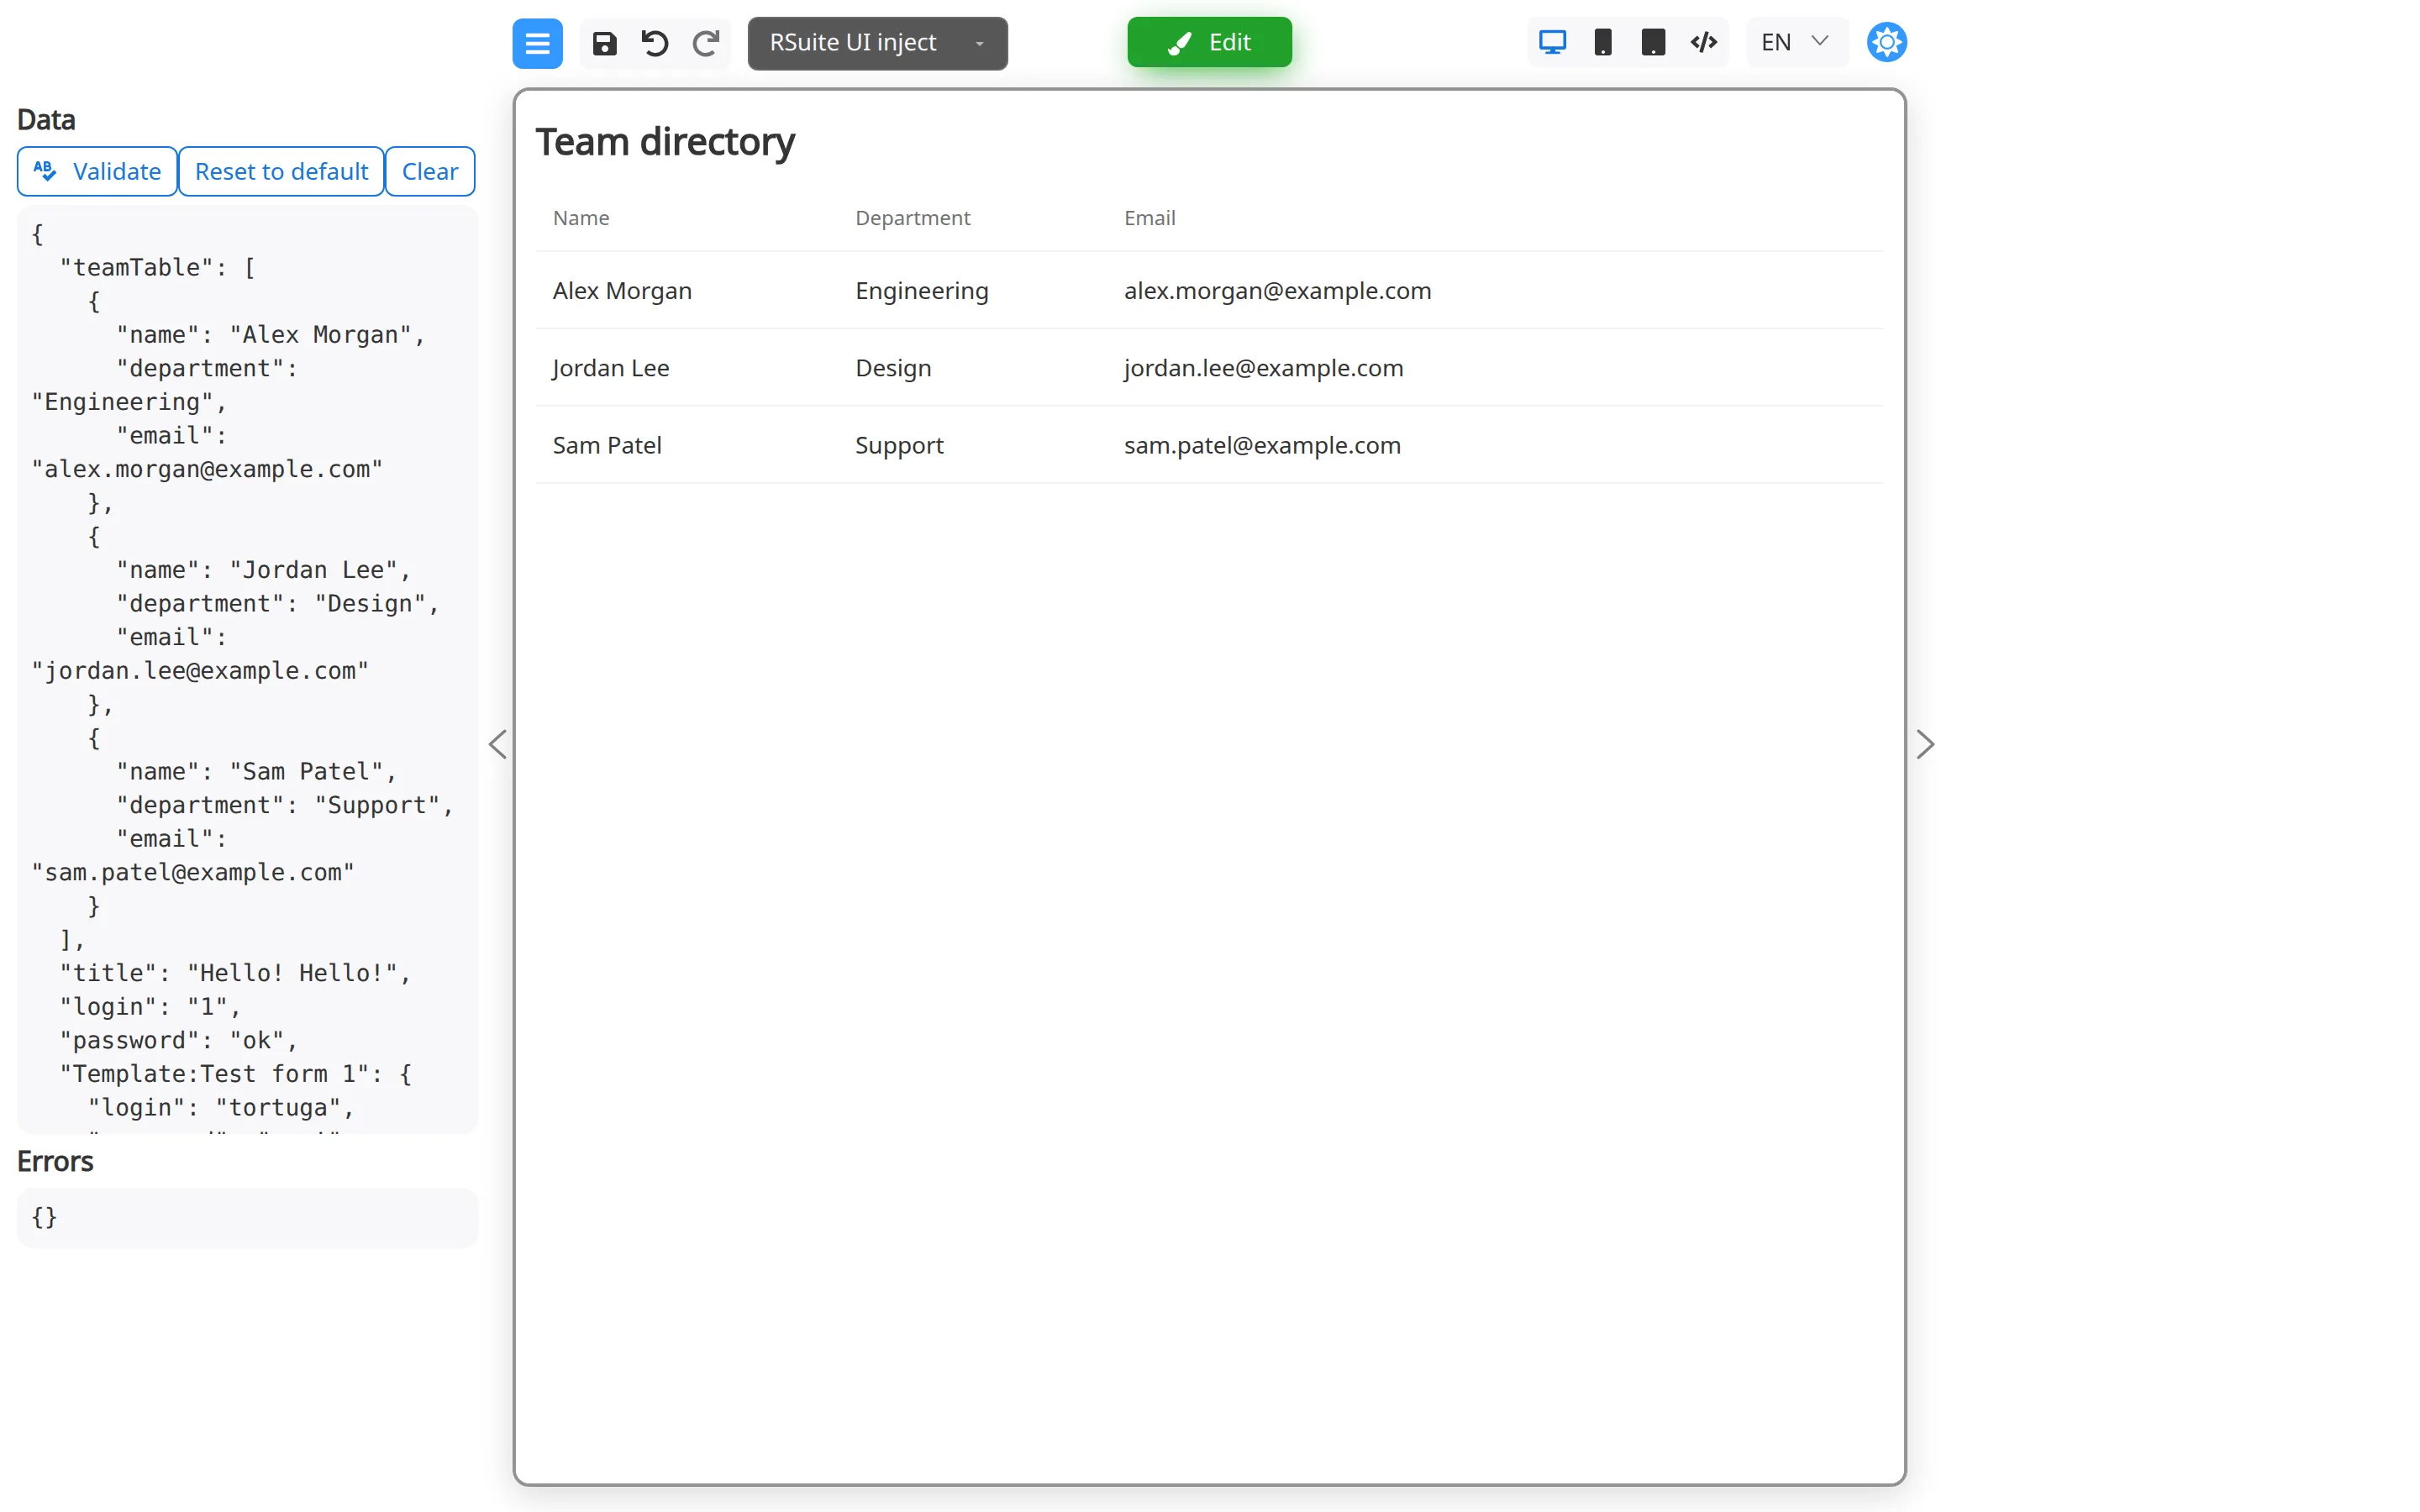 RSuite UI inject
Edit
EN
Data
Validate
Reset to default
Clear
{
"teamTable": [
{
"name": "Alex Morgan",
"department":
"Engineering",
"email":
"alex.morgan@example.com"
},
{
"name": "Jordan Lee",
"department": "Design",
"email":
"jordan.lee@example.com"
},
{
"name": "Sam Patel",
"department": "Support",
"email":
"sam.patel@example.com"
}
],
"title": "Hello! Hello!",
"login": "1",
"password": "ok",
"Template:Test form 1": {
"login": "tortuga",
Errors
{}
Team directory
Name Department Email
Alex Morgan Engineering alex.morgan@example.com
Jordan Lee Design jordan.lee@example.com
Sam Patel Support sam.patel@example.com